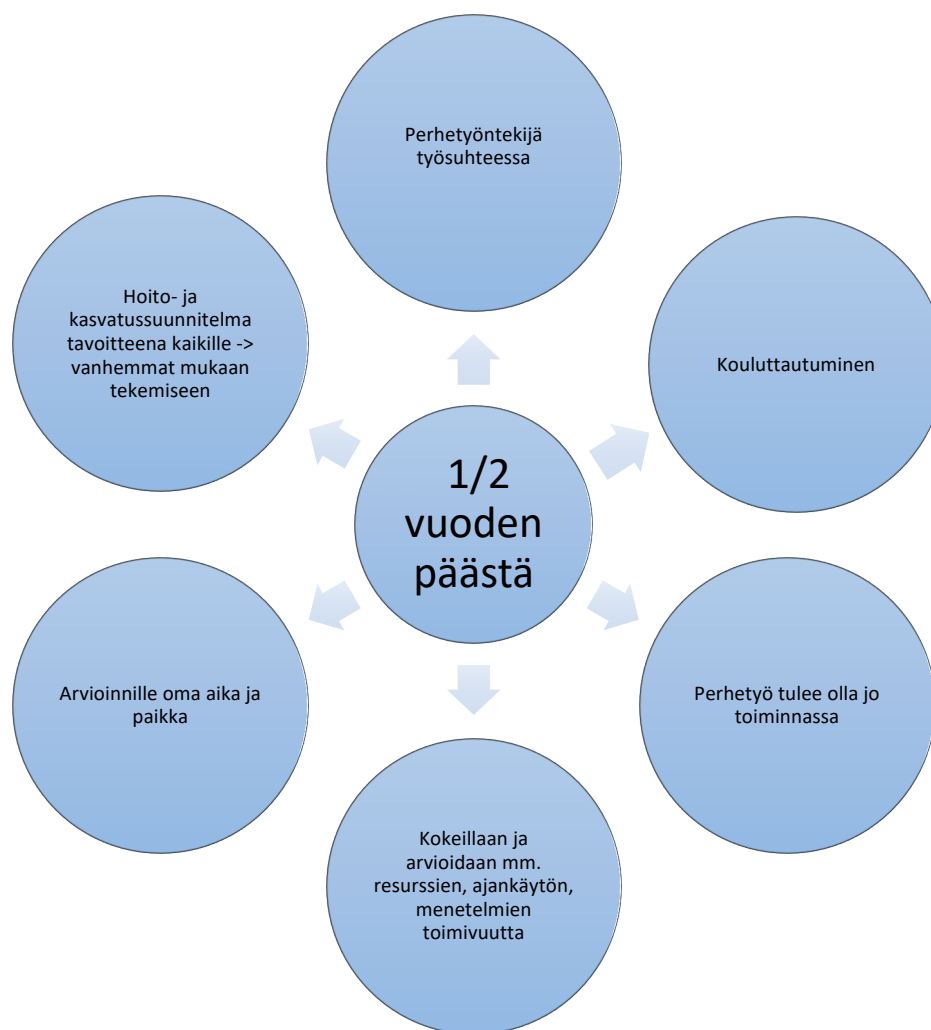 Perhetyöntekijä
työsuhteessa
Hoito- ja
kasvatussuunnitelma
tavoitteena kaikille ->
vanhemmat mukaan
tekemiseen
Kouluttautuminen
1/2
vuoden
päästä
Arvioinnille oma aika ja
paikka
Perhetyö tulee olla jo
toiminnassa
Kokeillaan ja
arvioidaan mm.
resurssien, ajankäytön,
menetelmien
toimivuutta